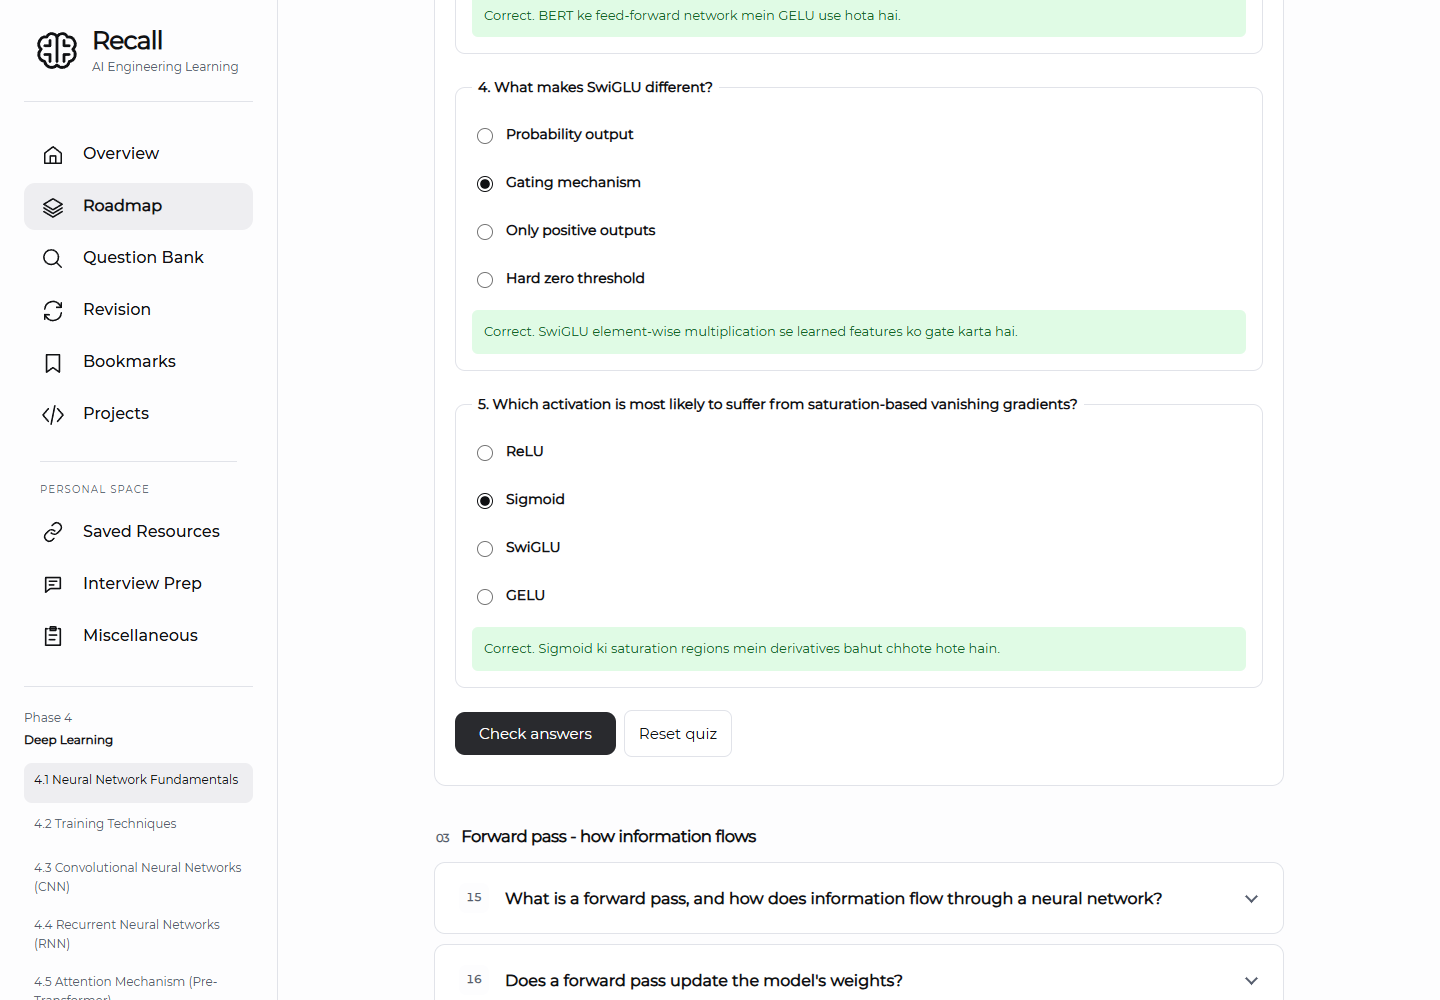 Recall
AI Engineering Learning
Overview
Roadmap
Question Bank
Revision
Bookmarks
Projects
PERSONAL SPACE
Saved Resources
Interview Prep
Miscellaneous
Phase 4
Deep Learning
4.1 Neural Network Fundamentals
4.2 Training Techniques
4.3 Convolutional Neural Networks
(CNN)
4.4 Recurrent Neural Networks
(RNN)
4.5 Attention Mechanism (Pre-
Transformer)
Correct. BERT ke feed-forward network mein GELU use hota hai.
4. What makes SwiGLU different?
Probability output
Gating mechanism
Only positive outputs
Hard zero threshold
Correct. SwiGLU element-wise multiplication se learned features ko gate karta hai.
5. Which activation is most likely to suffer from saturation-based vanishing gradients?
ReLU
Sigmoid
SwiGLU
GELU
Correct. Sigmoid ki saturation regions mein derivatives bahut chhote hote hain.
Check answers
Reset quiz
03 Forward pass - how information flows
15 What is a forward pass, and how does information flow through a neural network?
16 Does a forward pass update the model's weights?